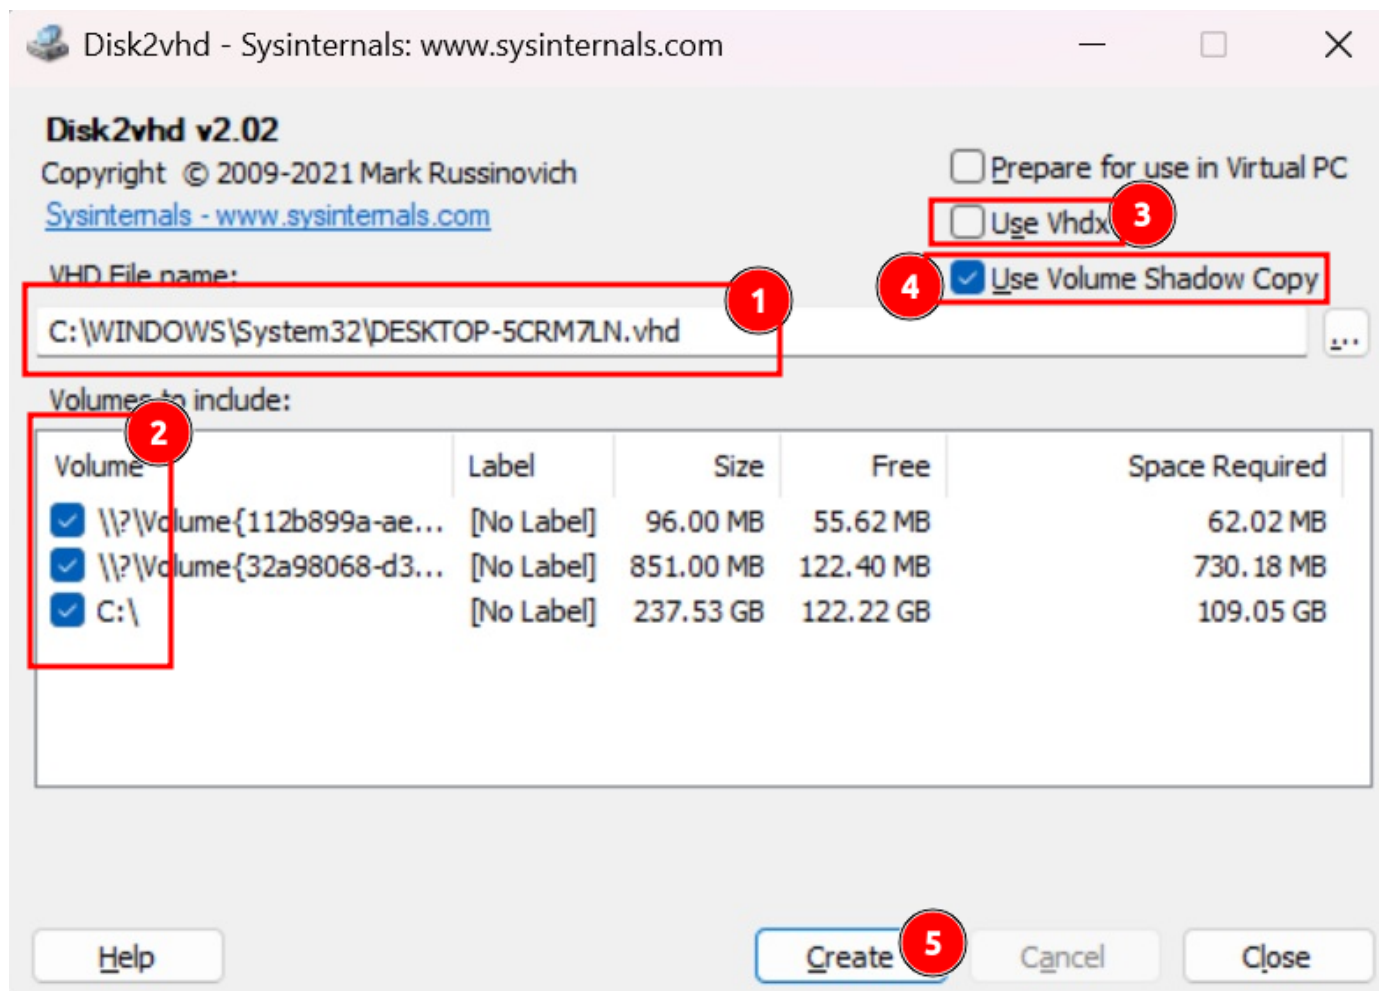 Disk2vhd - Sysinternals: www.sysinternals.com
Disk2vhd v2.02
Copyright © 2009-2021 Mark Russinovich
Sysinternals - www.sysinternals.com
Prepare for use in Virtual PC
Use Vhdx
3
4
Use Volume Shadow Copy
VHD File name:
1
C:\WINDOWS\System32\DESKTOP-5CRM7LN.vhd
...
Volumes to include:
2
Volume Label Size Free Space Required
\\?\Volume{112b899a-ae... [No Label] 96.00 MB 55.62 MB 62.02 MB
\\?\Volume{32a98068-d3... [No Label] 851.00 MB 122.40 MB 730.18 MB
C:\ [No Label] 237.53 GB 122.22 GB 109.05 GB
Help Create 5 Cancel Close